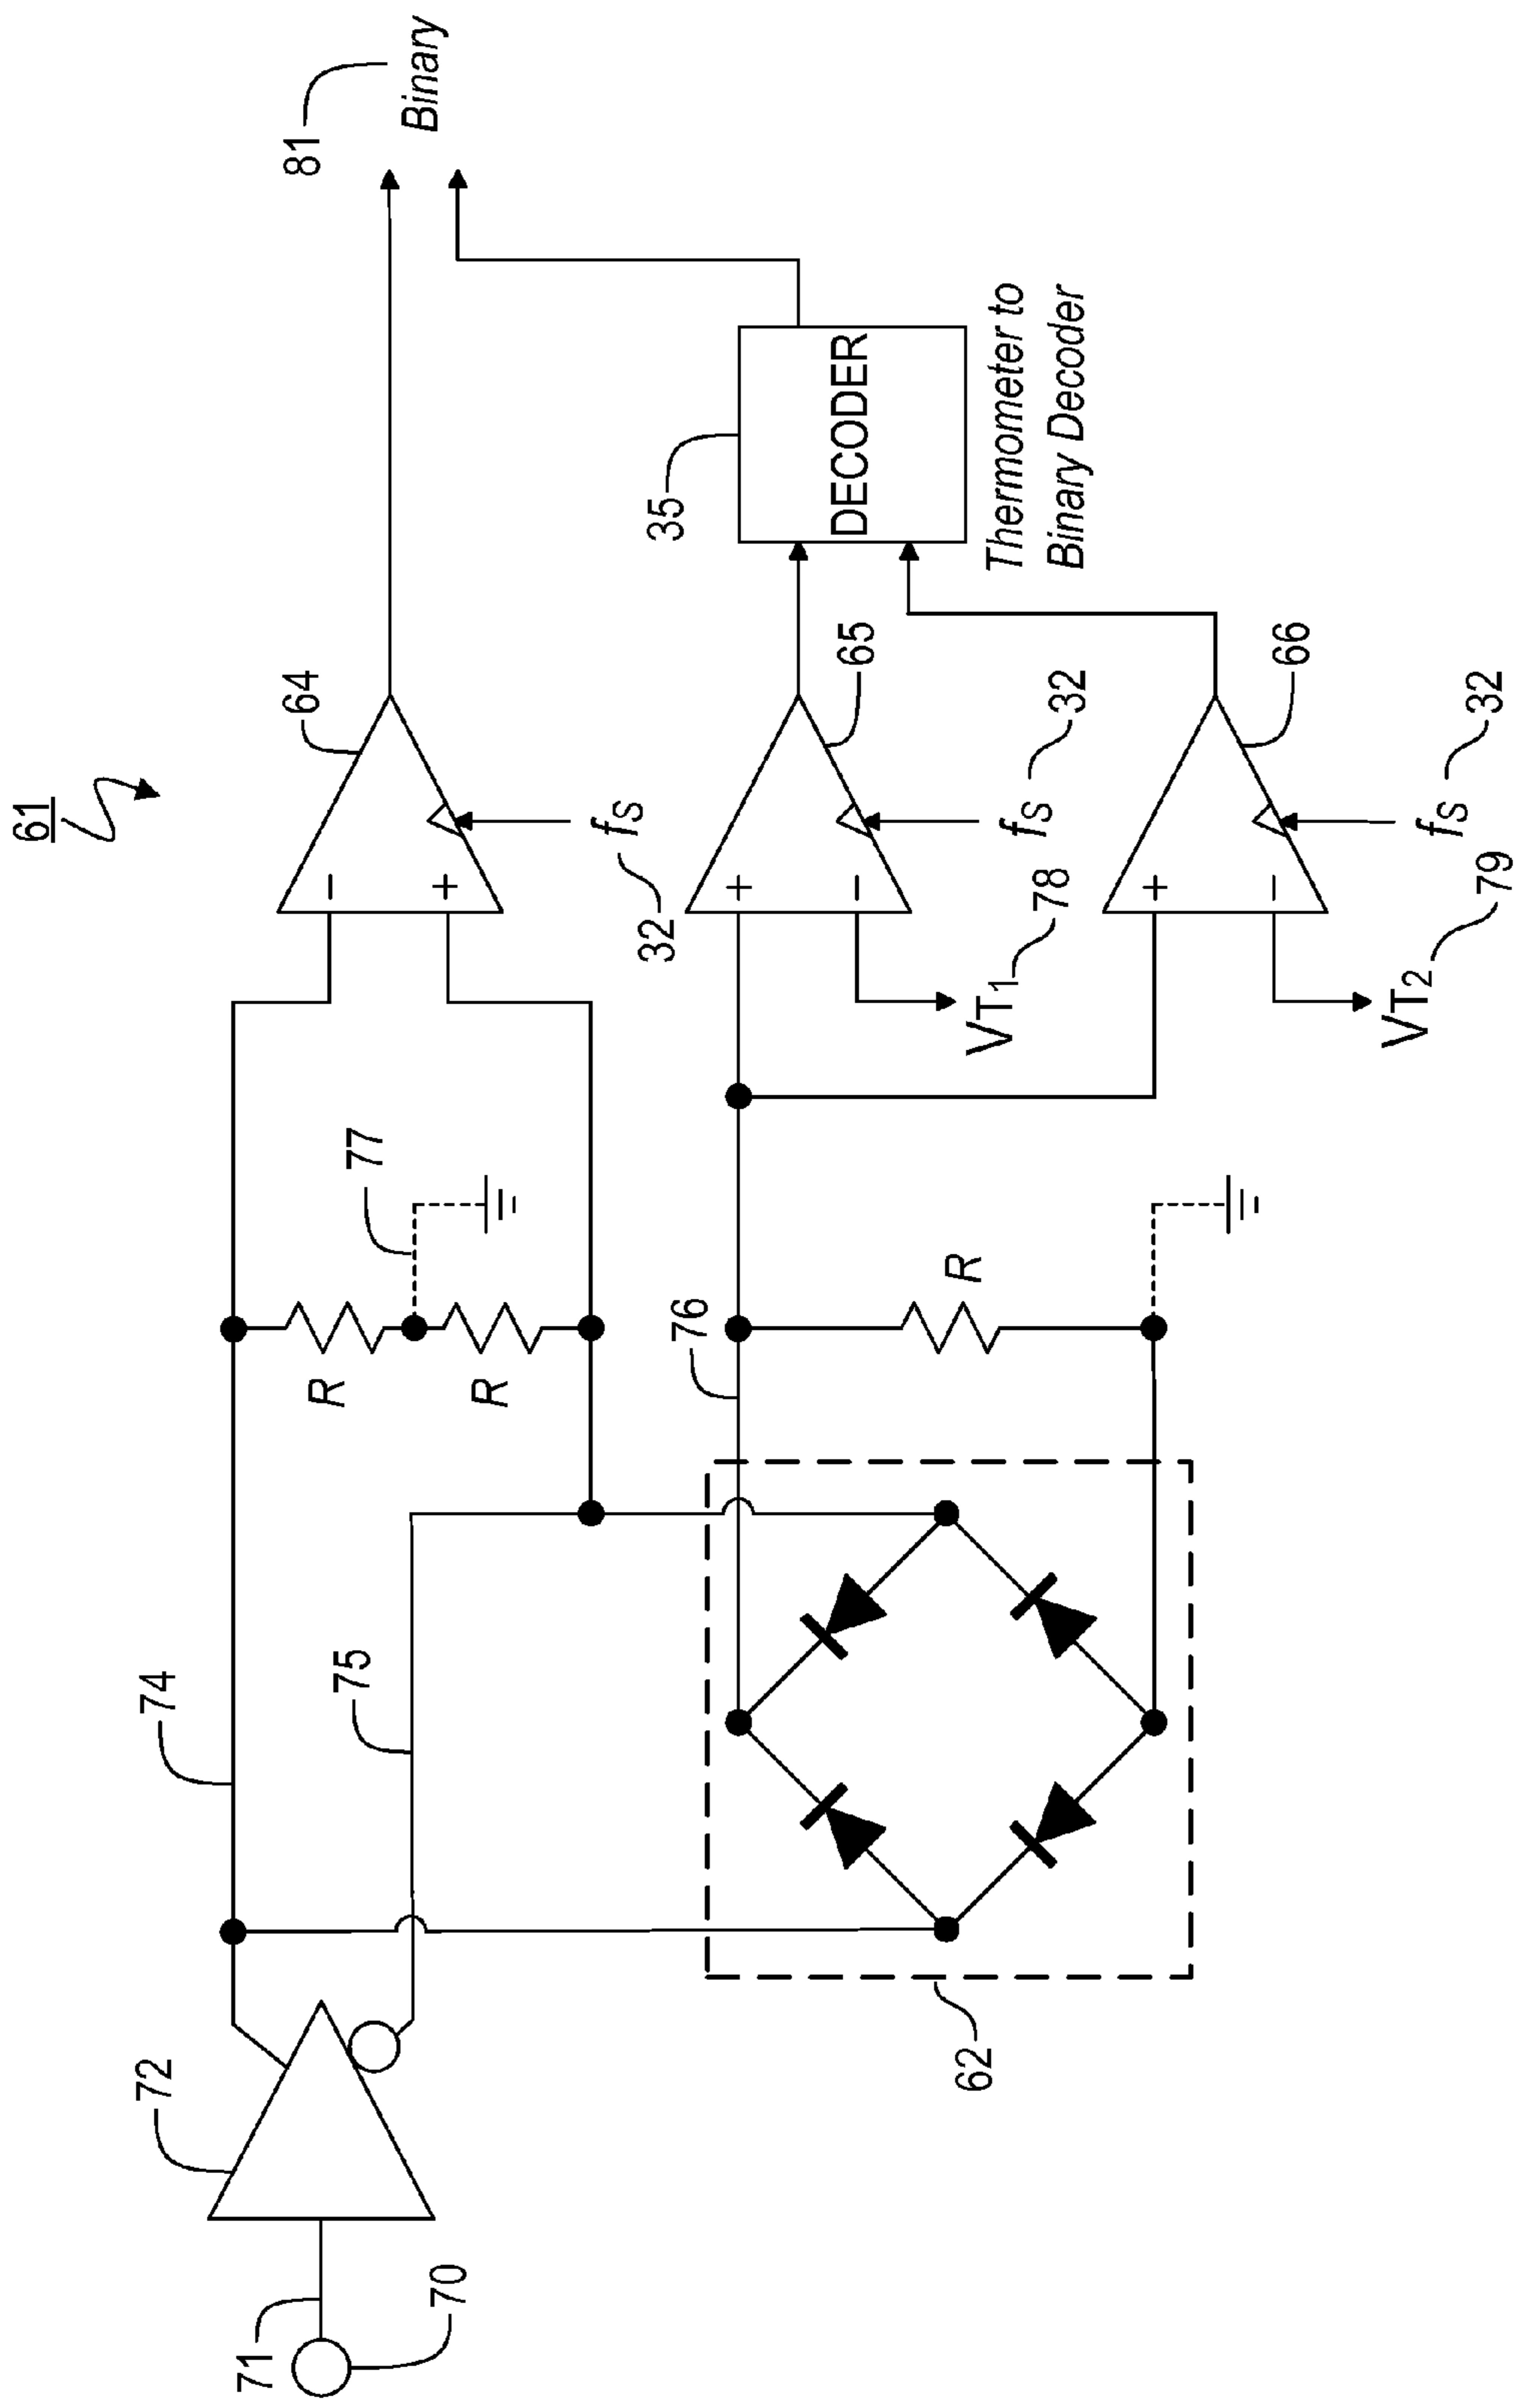 61
81
Binary
64
−
+
fS
32
72
74
77
R
R
75
71
70
76
R
+
−
65
fS
32
VT1
78
35
DECODER
Thermometer to
Binary Decoder
62
+
−
66
fS
32
VT2
79